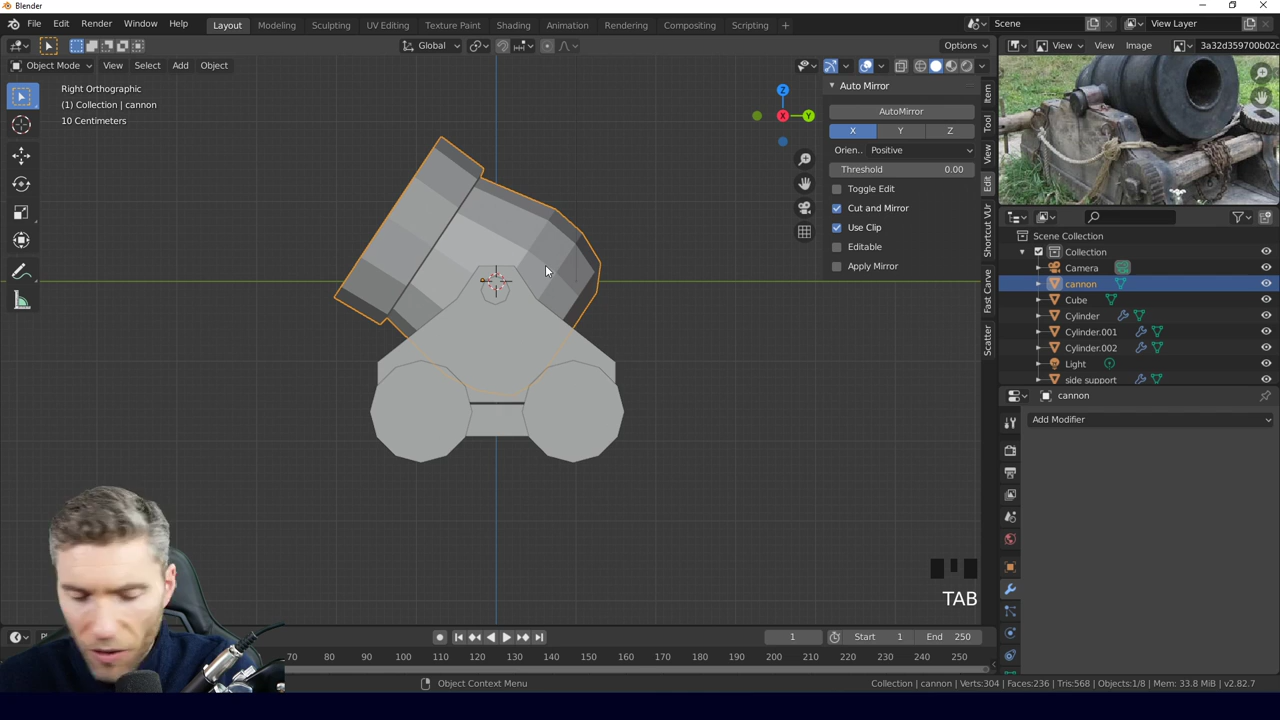 Blender
File Edit Render Window Help
Layout Modeling Sculpting UV Editing Texture Paint Shading Animation Rendering Compositing Scripting
Scene
View Layer
Global
Options
View
View
Image
3a32d359700b02c
Object Mode
View Select Add Object
Right Orthographic
(1) Collection | cannon
10 Centimeters
Z
X
Y
Auto Mirror
AutoMirror
X Y Z
Orien.. Positive
Threshold 0.00
Toggle Edit
Cut and Mirror
Use Clip
Editable
Apply Mirror
Item
Tool
View
Edit
Shortcut VUr
Fast Carve
Scatter
Scene Collection
Collection
Camera
cannon
Cube
Cylinder
Cylinder.001
Cylinder.002
Light
side support
cannon
Add Modifier
TAB
1
Start 1
End 250
70 80 90 100 110 120 130 140 150 160 170 180 190 200 210 220 230 240 250
Object Context Menu
Collection | cannon | Verts:304 | Faces:236 | Tris:568 | Objects:1/8 | Mem: 33.8 MiB | v2.82.7